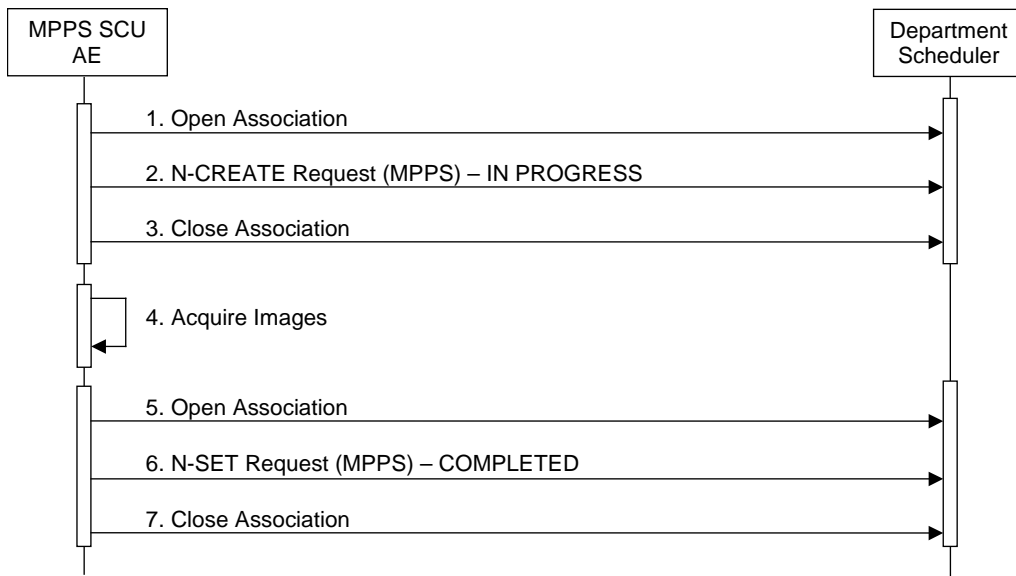 MPPS SCU
AE
Department
Scheduler
1. Open Association
2. N-CREATE Request (MPPS) – IN PROGRESS
3. Close Association
4. Acquire Images
5. Open Association
6. N-SET Request (MPPS) – COMPLETED
7. Close Association